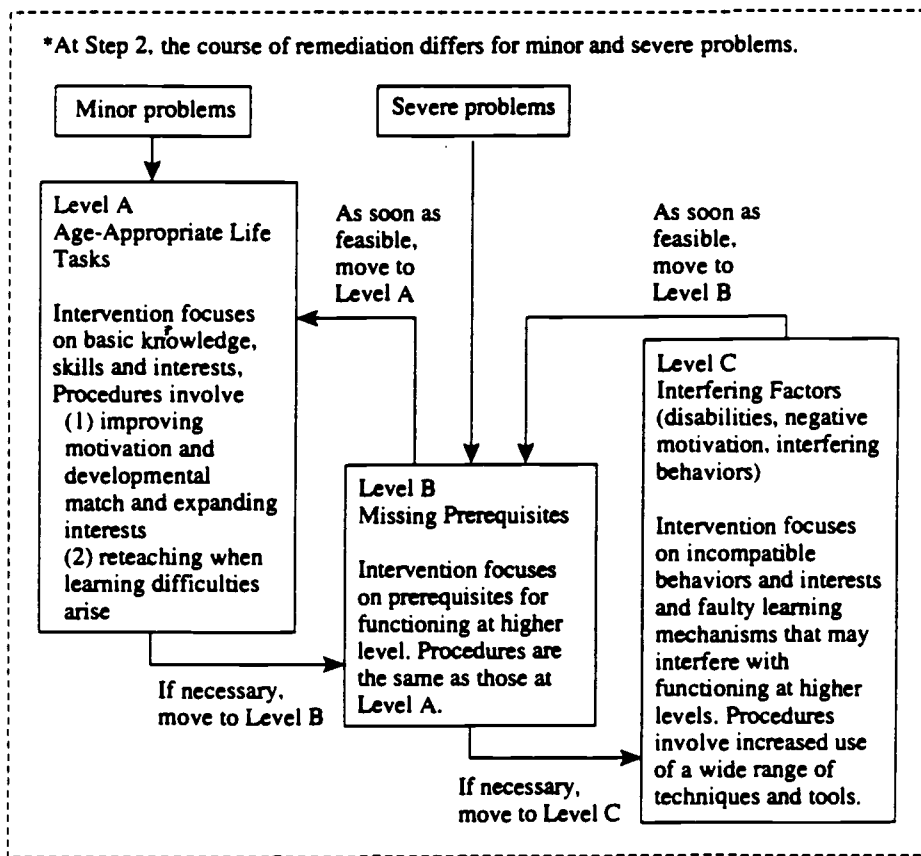 *At Step 2, the course of remediation differs for minor and severe problems.
Minor problems
Severe problems
Level A
Age-Appropriate Life
Tasks
Intervention focuses
on basic knowledge,
skills and interests,
Procedures involve
(1) improving
motivation and
developmental
match and expanding
interests
(2) reteaching when
learning difficulties
arise
As soon as
feasible,
move to
Level A
As soon as
feasible,
move to
Level B
Level B
Missing Prerequisites
Intervention focuses
on prerequisites for
functioning at higher
level. Procedures are
the same as those at
Level A.
Level C
Interfering Factors
(disabilities, negative
motivation, interfering
behaviors)
Intervention focuses
on incompatible
behaviors and interests
and faulty learning
mechanisms that may
interfere with
functioning at higher
levels. Procedures
involve increased use
of a wide range of
techniques and tools.
If necessary,
move to Level B
If necessary,
move to Level C